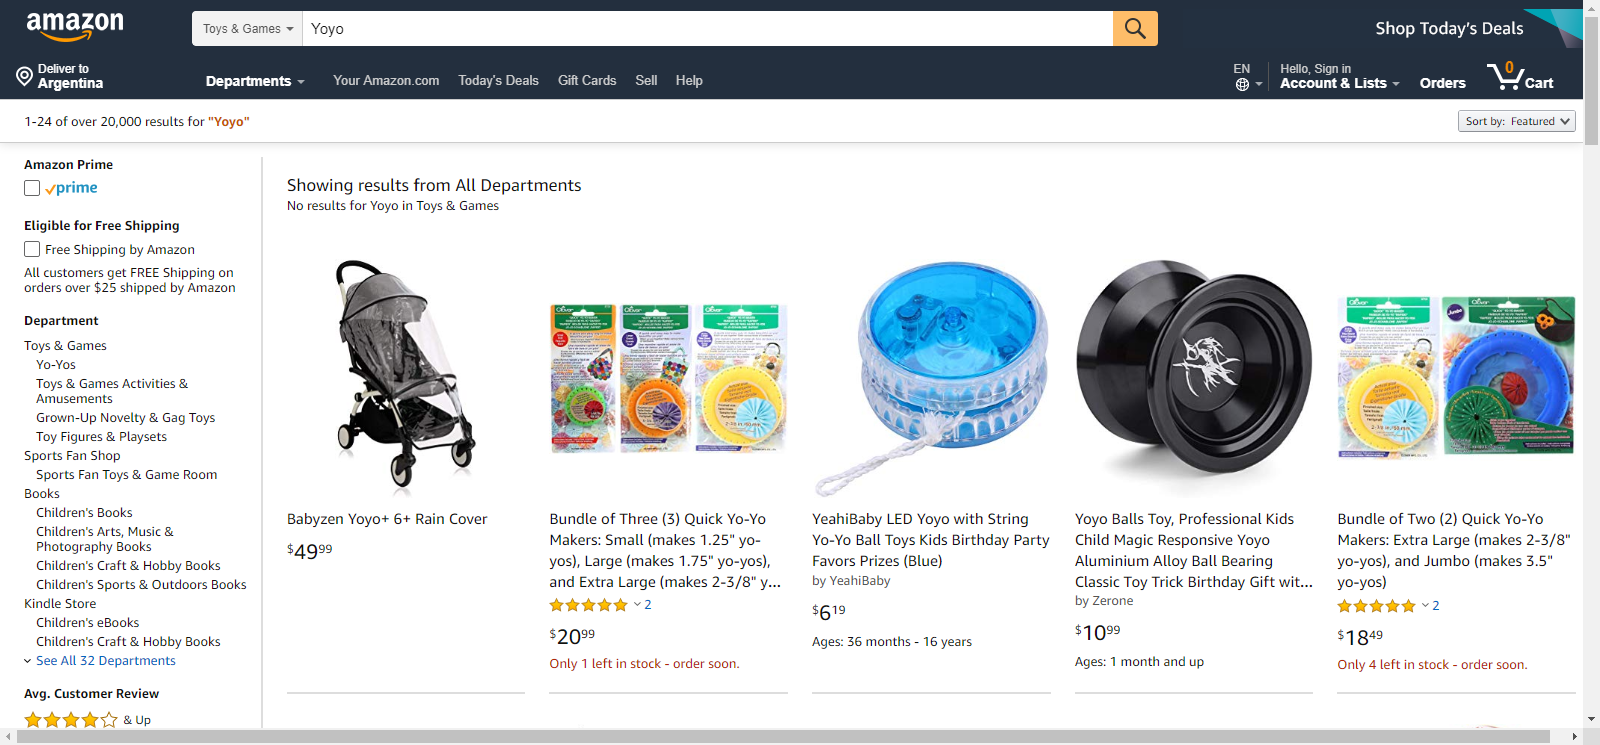 amazon
Toys & Games
Yoyo
Shop Today's Deals
Deliver to
Argentina
Departments
Your Amazon.com
Today's Deals
Gift Cards
Sell
Help
EN
Hello, Sign in
Account & Lists
Orders
0
Cart
1-24 of over 20,000 results for "Yoyo"
Sort by: Featured
Amazon Prime
prime
Eligible for Free Shipping
Free Shipping by Amazon
All customers get FREE Shipping on
orders over $25 shipped by Amazon
Department
Toys & Games
Yo-Yos
Toys & Games Activities &
Amusements
Grown-Up Novelty & Gag Toys
Toy Figures & Playsets
Sports Fan Shop
Sports Fan Toys & Game Room
Books
Children's Books
Children's Arts, Music &
Photography Books
Children's Craft & Hobby Books
Children's Sports & Outdoors Books
Kindle Store
Children's eBooks
Children's Craft & Hobby Books
See All 32 Departments
Avg. Customer Review
& Up
Showing results from All Departments
No results for Yoyo in Toys & Games
Babyzen Yoyo+ 6+ Rain Cover
$4999
Clover
Clover
Clover
Bundle of Three (3) Quick Yo-Yo
Makers: Small (makes 1.25" yo-
yos), Large (makes 1.75" yo-yos),
and Extra Large (makes 2-3/8" y...
2
$2099
Only 1 left in stock - order soon.
YeahiBaby LED Yoyo with String
Yo-Yo Ball Toys Kids Birthday Party
Favors Prizes (Blue)
by YeahiBaby
$619
Ages: 36 months - 16 years
Yoyo Balls Toy, Professional Kids
Child Magic Responsive Yoyo
Aluminium Alloy Ball Bearing
Classic Toy Trick Birthday Gift wit...
by Zerone
$1099
Ages: 1 month and up
Clover
Clover
Jumbo
Bundle of Two (2) Quick Yo-Yo
Makers: Extra Large (makes 2-3/8"
yo-yos), and Jumbo (makes 3.5"
yo-yos)
2
$1849
Only 4 left in stock - order soon.